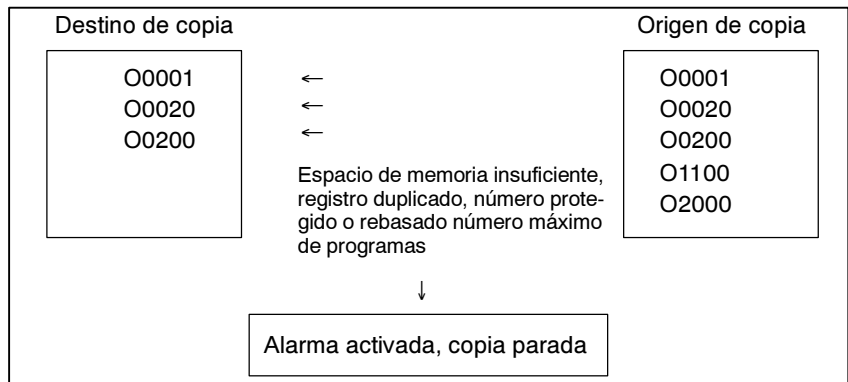 Destino de copia
O0001
O0020
O0200
←
←
←
Espacio de memoria insuficiente,
registro duplicado, número prote-
gido o rebasado número máximo
de programas
↓
Alarma activada, copia parada
Origen de copia
O0001
O0020
O0200
O1100
O2000